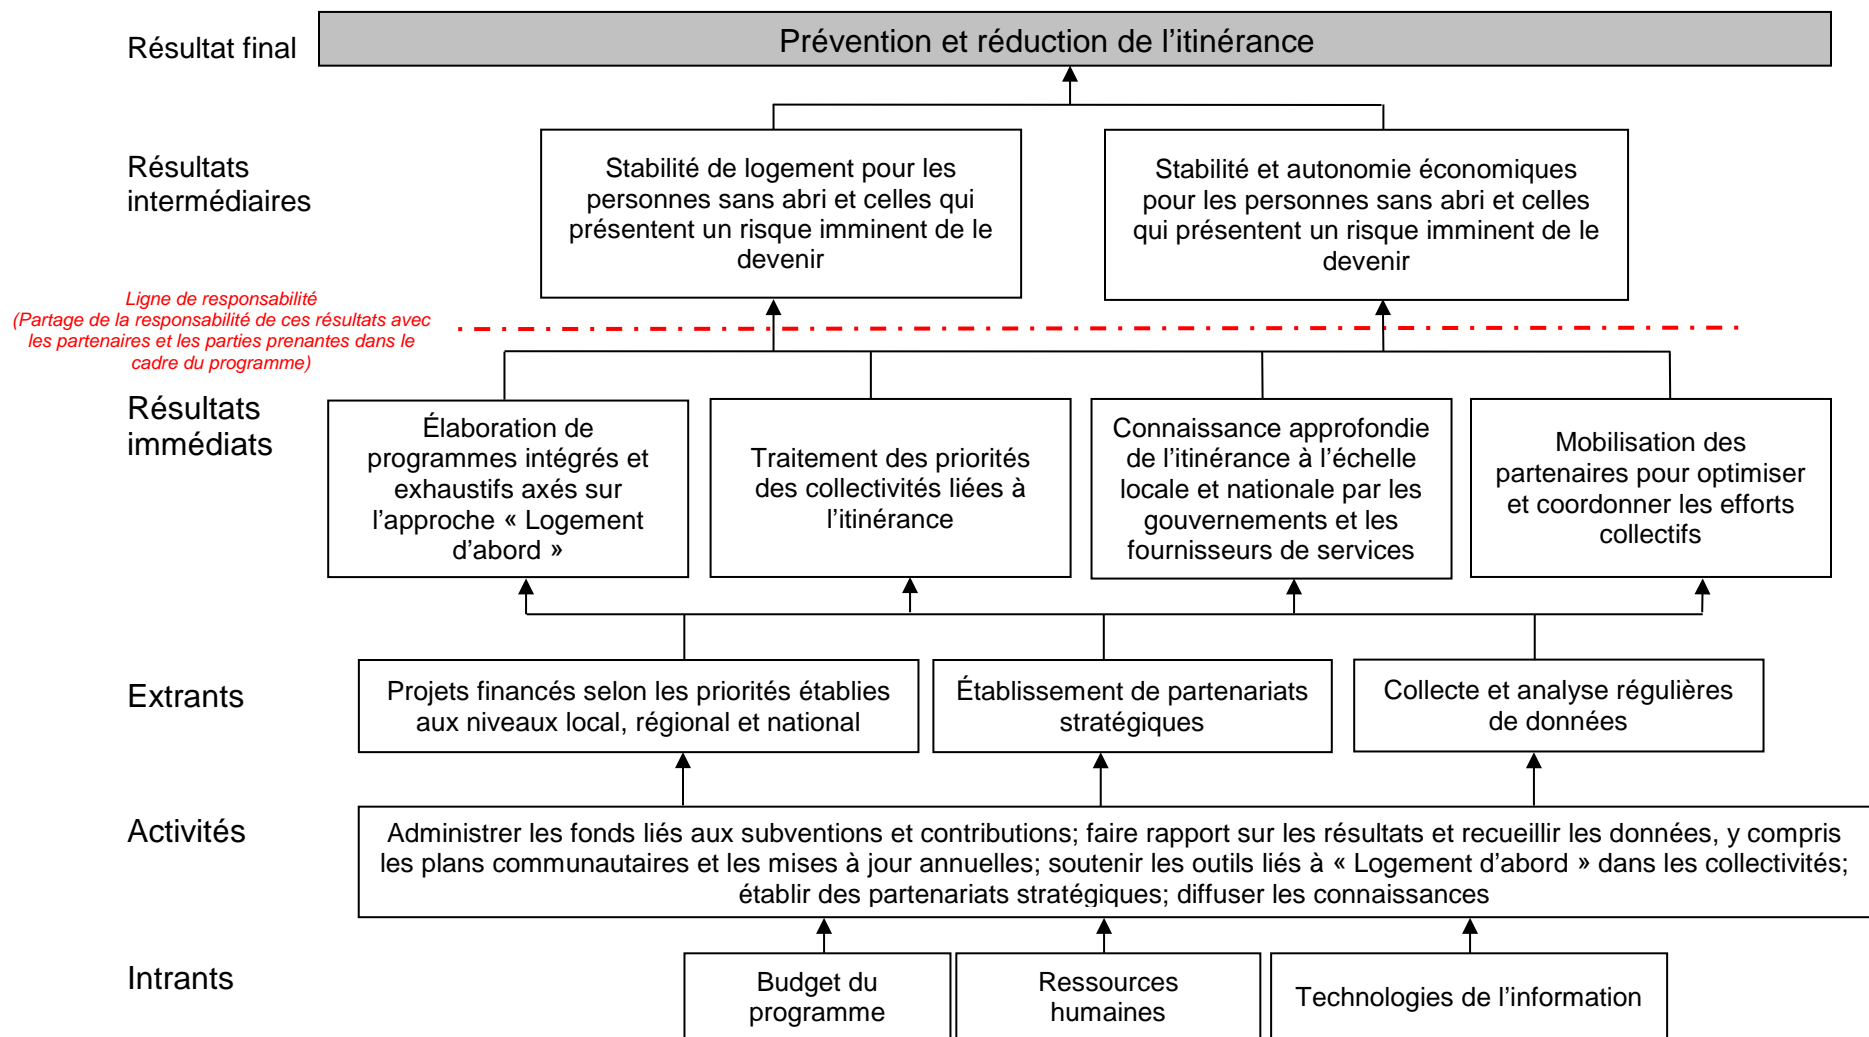 Résultat final
Prévention et réduction de l’itinérance
Résultats
intermédiaires
Stabilité de logement pour les
personnes sans abri et celles qui
présentent un risque imminent de le
devenir
Stabilité et autonomie économiques
pour les personnes sans abri et celles
qui présentent un risque imminent de le
devenir
Ligne de responsabilité
(Partage de la responsabilité de ces résultats avec
les partenaires et les parties prenantes dans le
cadre du programme)
Résultats
immédiats
Élaboration de
programmes intégrés et
exhaustifs axés sur
l’approche « Logement
d’abord »
Traitement des priorités
des collectivités liées à
l’itinérance
Connaissance approfondie
de l’itinérance à l’échelle
locale et nationale par les
gouvernements et les
fournisseurs de services
Mobilisation des
partenaires pour optimiser
et coordonner les efforts
collectifs
Extrants
Projets financés selon les priorités établies
aux niveaux local, régional et national
Établissement de partenariats
stratégiques
Collecte et analyse régulières
de données
Activités
Administrer les fonds liés aux subventions et contributions; faire rapport sur les résultats et recueillir les données, y compris
les plans communautaires et les mises à jour annuelles; soutenir les outils liés à « Logement d’abord » dans les collectivités;
établir des partenariats stratégiques; diffuser les connaissances
Intrants
Budget du
programme
Ressources
humaines
Technologies de l’information